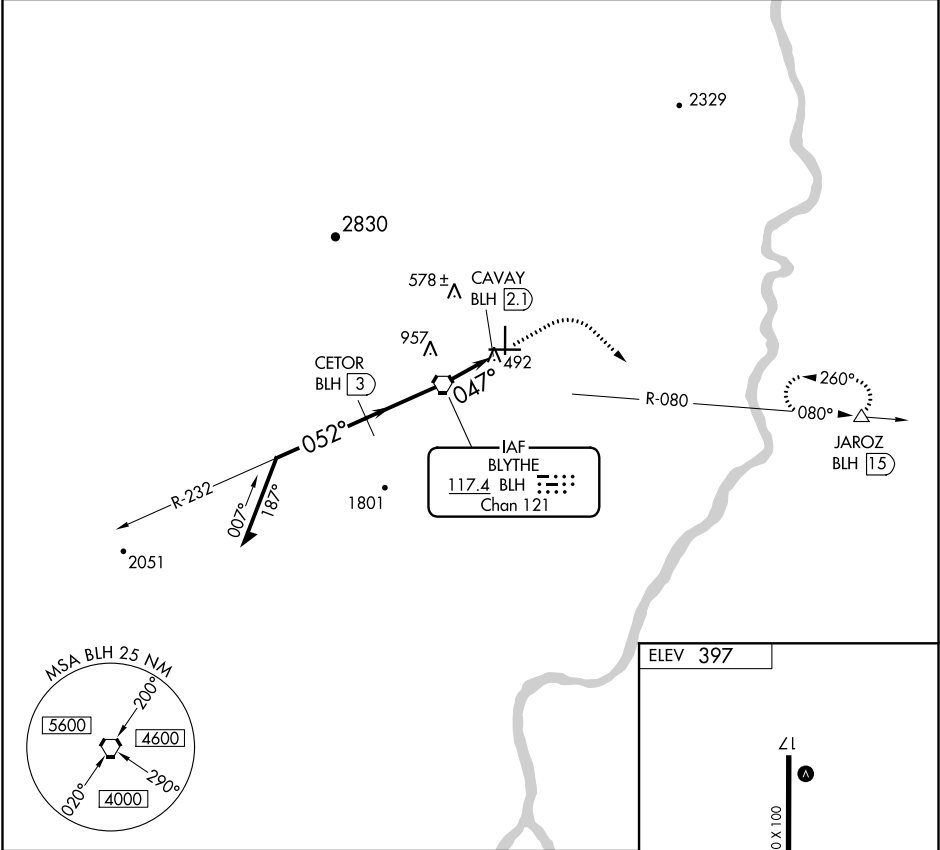 2329
2830
578 ±
CAVAY
BLH 2.1
957
492
CETOR
BLH 3
047°
052°
R-080
260°
080°
JAROZ
BLH 15
IAF
BLYTHE
117.4 BLH
Chan 121
R-232
007°
187°
1801
2051
MSA BLH 25 NM
200°
5600
4600
290°
020°
4000
ELEV 397
17
0 X 100